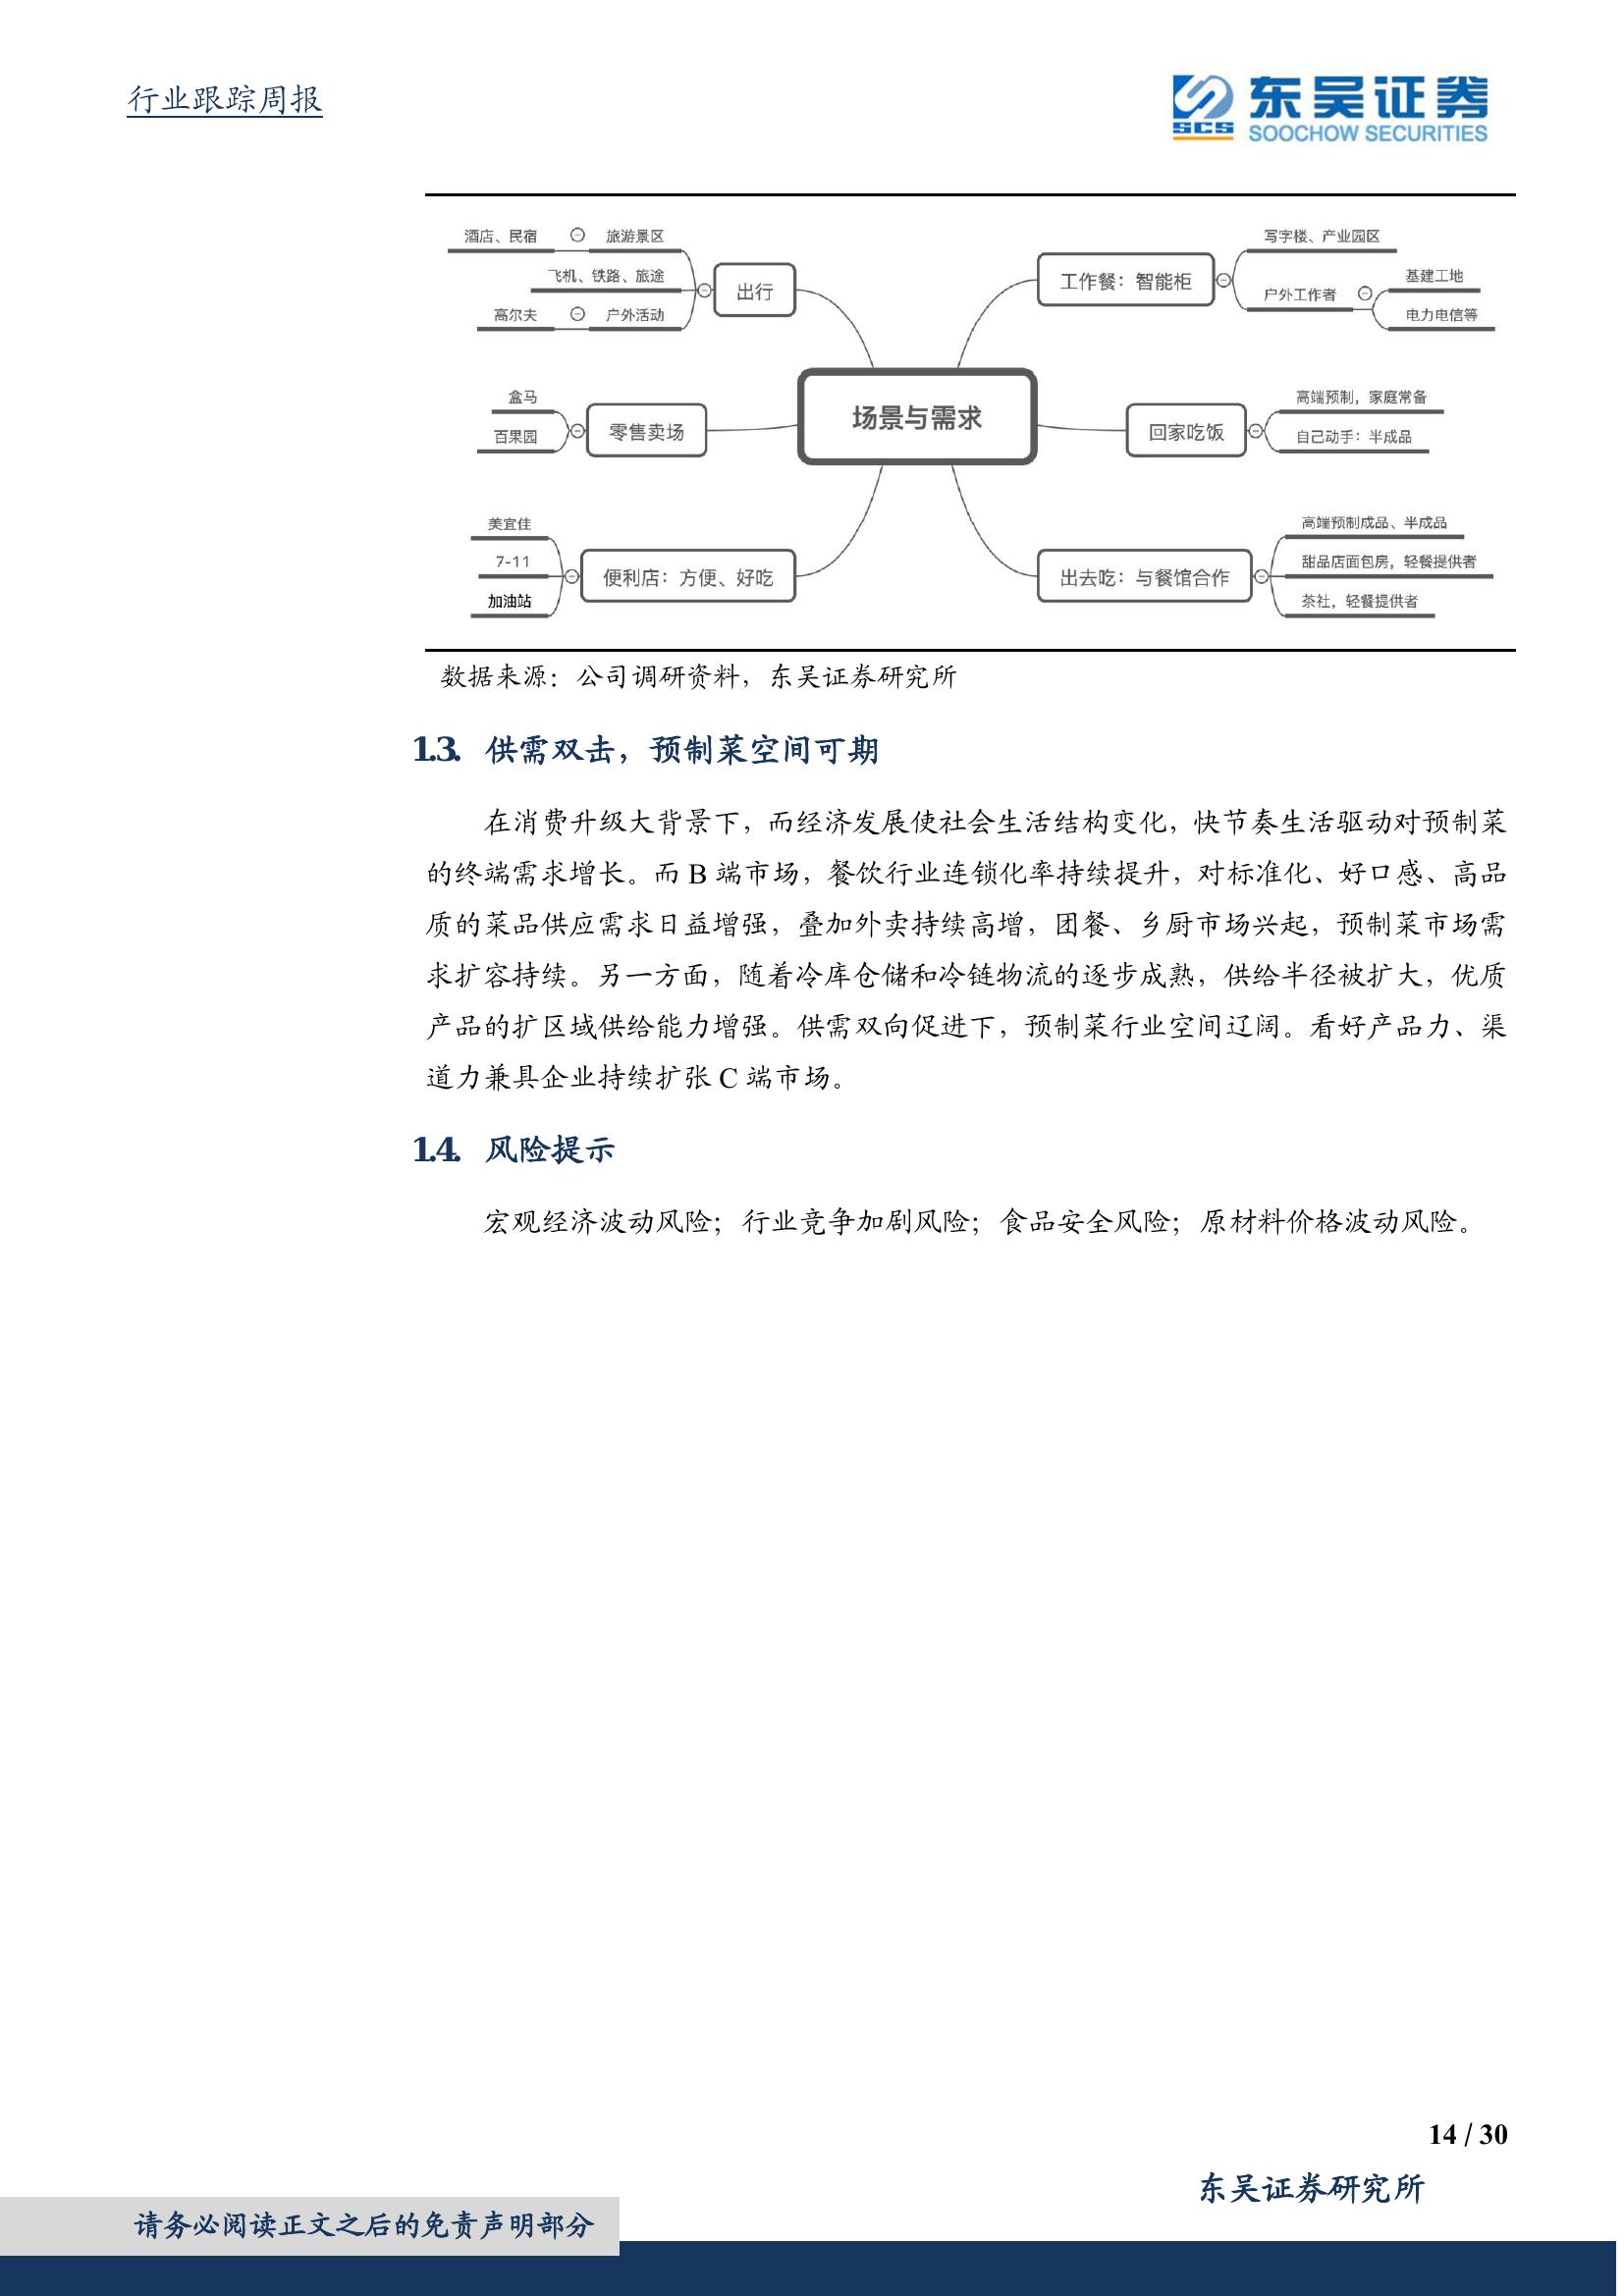 行业跟踪周报
SCS
东吴证券
SOOCHOW SECURITIES
酒店、民宿
旅游景区
飞机、铁路、旅途
高尔夫
户外活动
出行
盒马
百果园
零售卖场
美宜佳
7-11
加油站
便利店：方便、好吃
场景与需求
工作餐：智能柜
写字楼、产业园区
户外工作者
基建工地
电力电信等
回家吃饭
高端预制，家庭常备
自己动手：半成品
出去吃：与餐馆合作
高端预制成品、半成品
甜品店面包房，轻餐提供者
茶社，轻餐提供者
数据来源：公司调研资料，东吴证券研究所
1.3. 供需双击，预制菜空间可期
在消费升级大背景下，而经济发展使社会生活结构变化，快节奏生活驱动对预制菜
的终端需求增长。而 B 端市场，餐饮行业连锁化率持续提升，对标准化、好口感、高品
质的菜品供应需求日益增强，叠加外卖持续高增，团餐、乡厨市场兴起，预制菜市场需
求扩容持续。另一方面，随着冷库仓储和冷链物流的逐步成熟，供给半径被扩大，优质
产品的扩区域供给能力增强。供需双向促进下，预制菜行业空间辽阔。看好产品力、渠
道力兼具企业持续扩张 C 端市场。
1.4. 风险提示
宏观经济波动风险；行业竞争加剧风险；食品安全风险；原材料价格波动风险。
14 / 30
东吴证券研究所
请务必阅读正文之后的免责声明部分